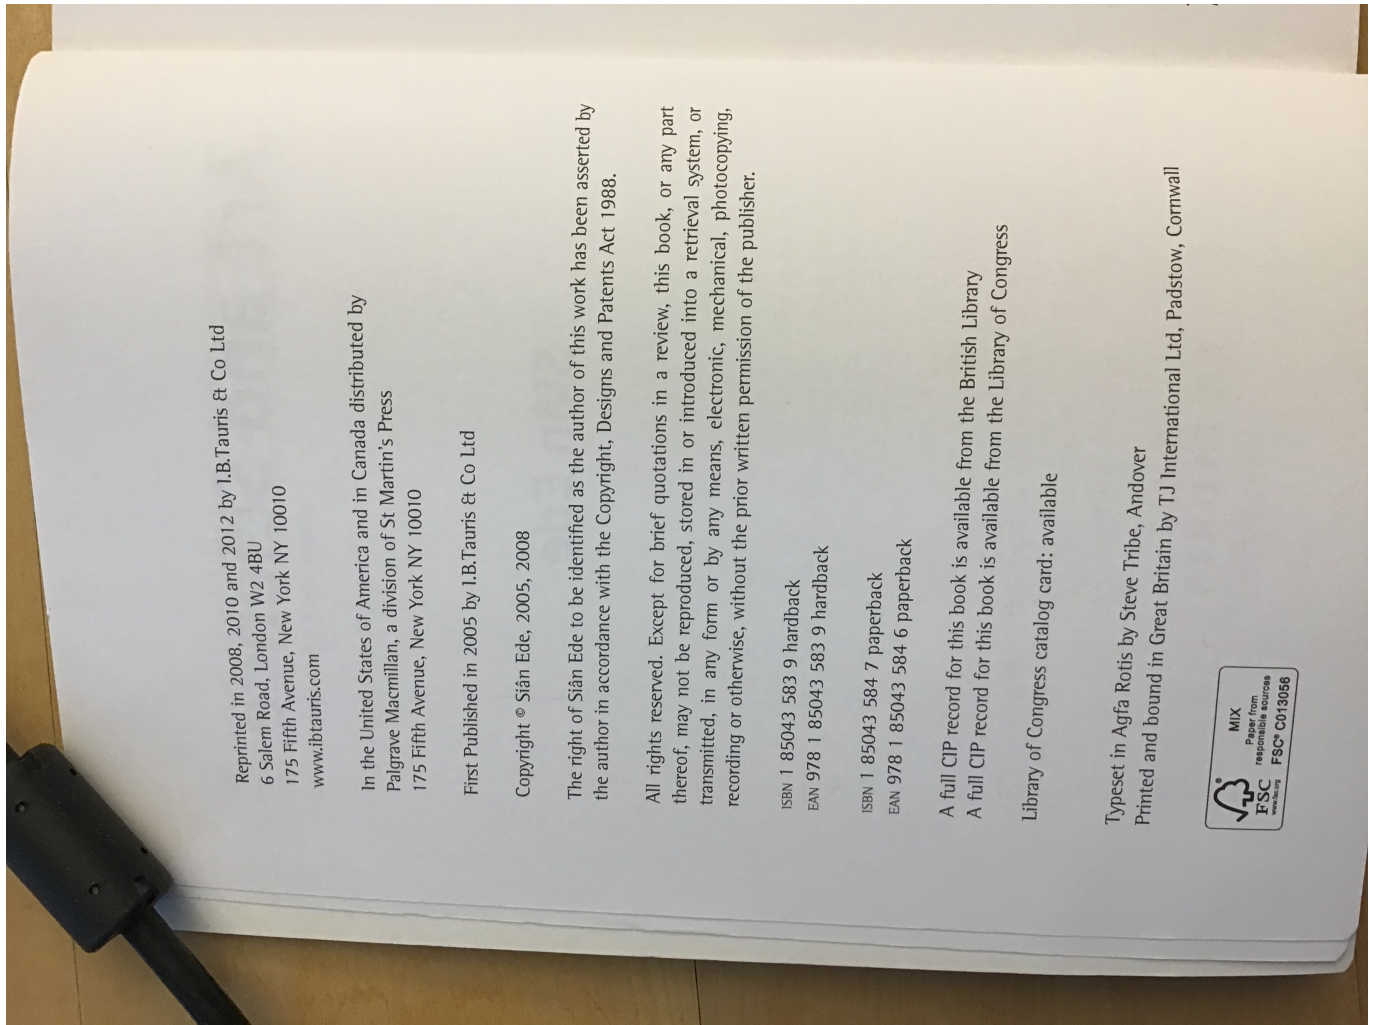 Reprinted in 2008, 2010 and 2012 by I.B.Tauris & Co Ltd
6 Salem Road, London W2 4BU
175 Fifth Avenue, New York NY 10010
www.ibtauris.com
In the United States of America and in Canada distributed by
Palgrave Macmillan, a division of St Martin's Press
175 Fifth Avenue, New York NY 10010
First Published in 2005 by I.B.Tauris & Co Ltd
Copyright © Siân Ede, 2005, 2008
The right of Siân Ede to be identified as the author of this work has been asserted by
the author in accordance with the Copyright, Designs and Patents Act 1988.
All rights reserved. Except for brief quotations in a review, this book, or any part
thereof, may not be reproduced, stored in or introduced into a retrieval system, or
transmitted, in any form or by any means, electronic, mechanical, photocopying,
recording or otherwise, without the prior written permission of the publisher.
ISBN 1 85043 583 9 hardback
EAN 978 1 85043 583 9 hardback
ISBN 1 85043 584 7 paperback
EAN 978 1 85043 584 6 paperback
A full CIP record for this book is available from the British Library
A full CIP record for this book is available from the Library of Congress
Library of Congress catalog card: available
Typeset in Agfa Rotis by Steve Tribe, Andover
Printed and bound in Great Britain by TJ International Ltd, Padstow, Cornwall
MIX
Paper from
responsible sources
FSC® C013056
FSC
www.fsc.org